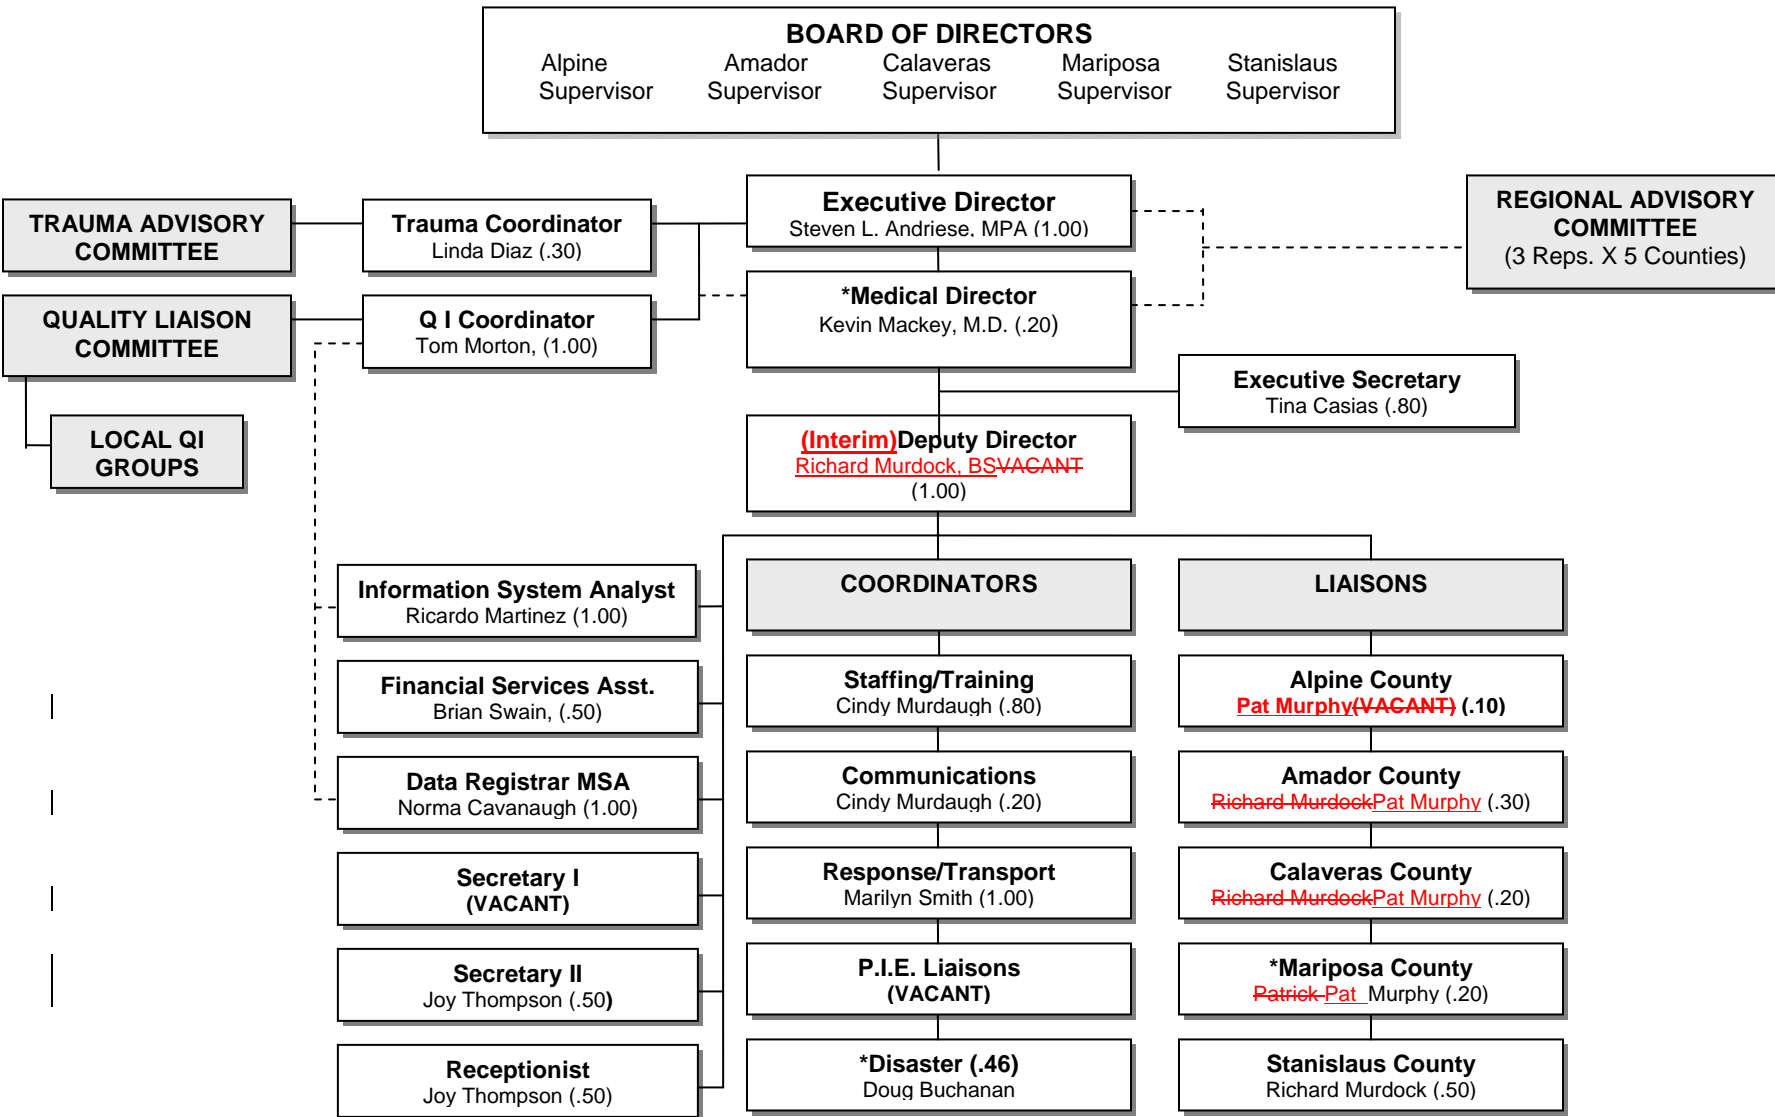 BOARD OF DIRECTORS
Alpine Amador Calaveras Mariposa Stanislaus
Supervisor Supervisor Supervisor Supervisor Supervisor
TRAUMA ADVISORY
COMMITTEE
Trauma Coordinator
Linda Diaz (.30)
Executive Director
Steven L. Andriese, MPA (1.00)
REGIONAL ADVISORY
COMMITTEE
(3 Reps. X 5 Counties)
QUALITY LIAISON
COMMITTEE
Q I Coordinator
Tom Morton, (1.00)
*Medical Director
Kevin Mackey, M.D. (.20)
Executive Secretary
Tina Casias (.80)
LOCAL QI
GROUPS
(Interim)Deputy Director
Richard Murdock, BSVACANT
(1.00)
Information System Analyst
Ricardo Martinez (1.00)
Financial Services Asst.
Brian Swain, (.50)
Data Registrar MSA
Norma Cavanaugh (1.00)
Secretary I
(VACANT)
Secretary II
Joy Thompson (.50)
Receptionist
Joy Thompson (.50)
COORDINATORS
Staffing/Training
Cindy Murdaugh (.80)
Communications
Cindy Murdaugh (.20)
Response/Transport
Marilyn Smith (1.00)
P.I.E. Liaisons
(VACANT)
*Disaster (.46)
Doug Buchanan
LIAISONS
Alpine County
Pat Murphy(VACANT) (.10)
Amador County
Richard MurdockPat Murphy (.30)
Calaveras County
Richard MurdockPat Murphy (.20)
*Mariposa County
Patrick Pat Murphy (.20)
Stanislaus County
Richard Murdock (.50)